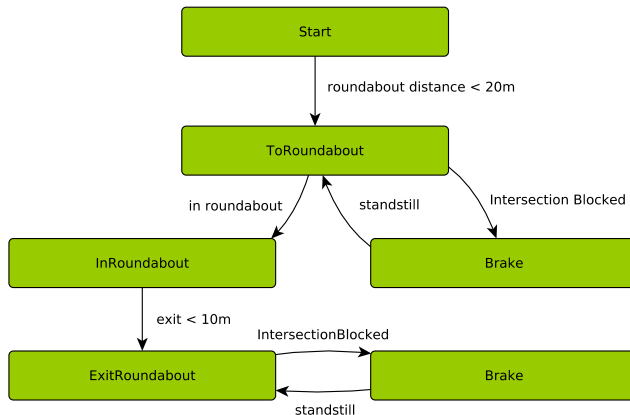 Start
roundabout distance < 20m
ToRoundabout
in roundabout
standstill
Intersection Blocked
InRoundabout
Brake
exit < 10m
IntersectionBlocked
ExitRoundabout
Brake
standstill